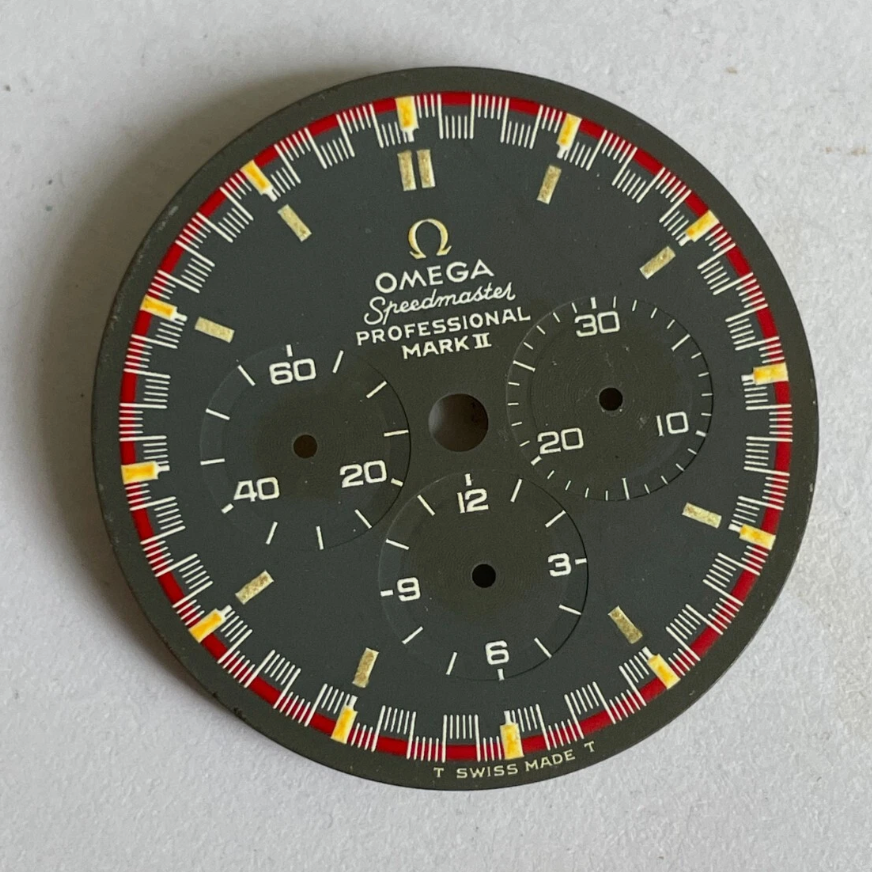 Ω
OMEGA
Speedmaster
PROFESSIONAL
MARK II
60
20
40
30
10
20
12
3
6
9
T SWISS MADE T